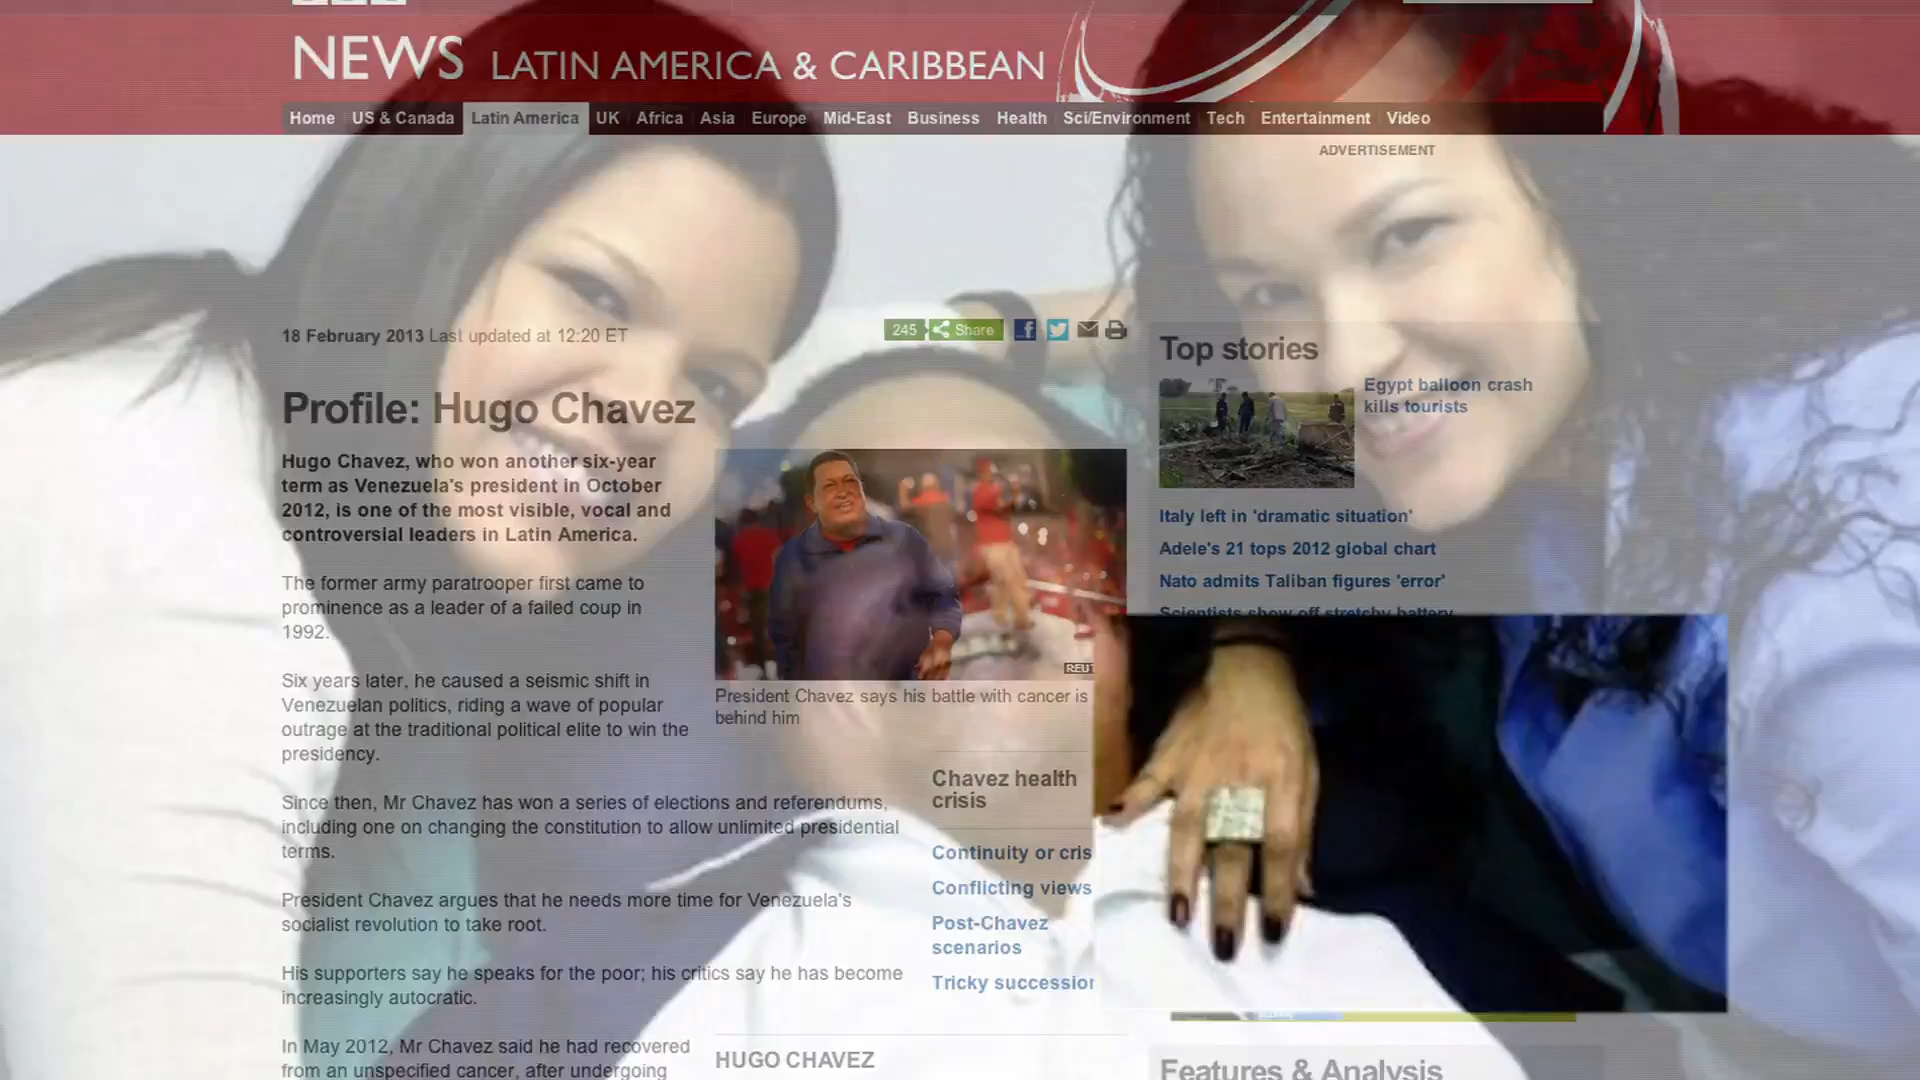 NEWS LATIN AMERICA & CARIBBEAN
Home US & Canada Latin America UK Africa Asia Europe Mid-East Business Health Sci/Environment Tech Entertainment Video
ADVERTISEMENT
18 February 2013 Last updated at 12:20 ET
245 Share
Profile: Hugo Chavez
Hugo Chavez, who won another six-year
term as Venezuela's president in October
2012, is one of the most visible, vocal and
controversial leaders in Latin America.
The former army paratrooper first came to
prominence as a leader of a failed coup in
1992.
Six years later, he caused a seismic shift in
Venezuelan politics, riding a wave of popular
outrage at the traditional political elite to win the
presidency.
Since then, Mr Chavez has won a series of elections and referendums,
including one on changing the constitution to allow unlimited presidential
terms.
President Chavez argues that he needs more time for Venezuela's
socialist revolution to take root.
His supporters say he speaks for the poor; his critics say he has become
increasingly autocratic.
In May 2012, Mr Chavez said he had recovered
from an unspecified cancer, after undergoing
REUT
President Chavez says his battle with cancer is
behind him
Chavez health
crisis
Continuity or cris
Conflicting views
Post-Chavez
scenarios
Tricky succession
HUGO CHAVEZ
Top stories
Egypt balloon crash
kills tourists
Italy left in 'dramatic situation'
Adele's 21 tops 2012 global chart
Nato admits Taliban figures 'error'
Scientists show off stretchy battery
Features & Analysis